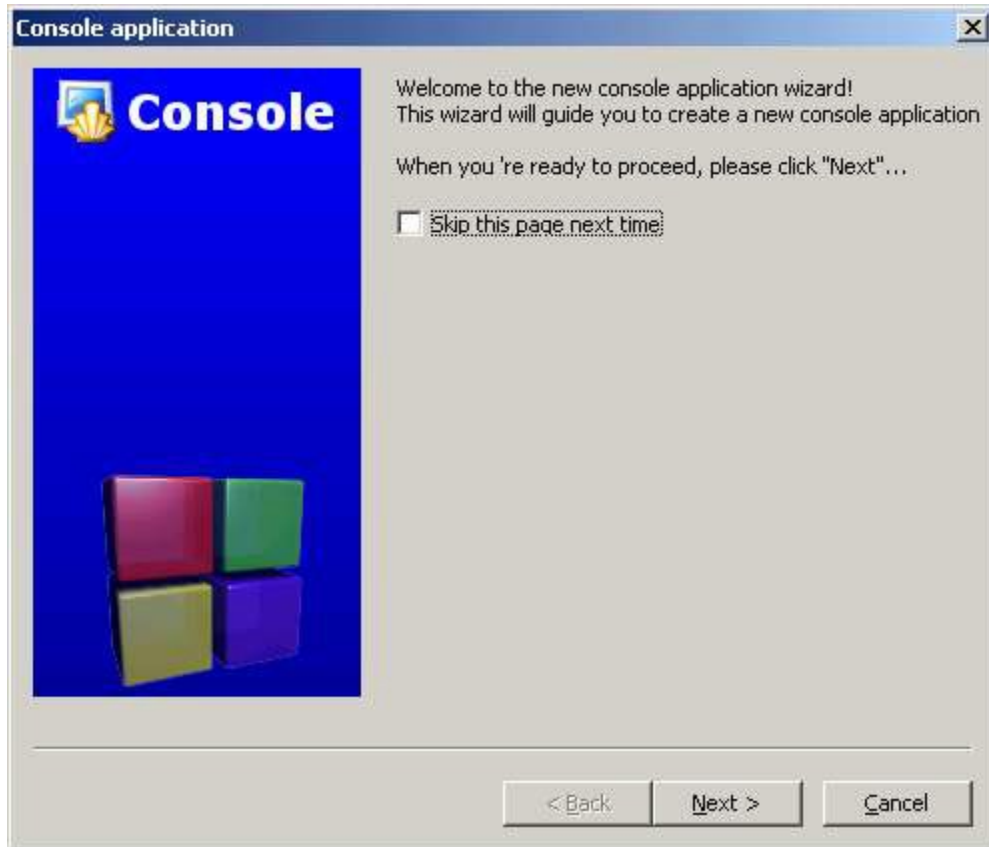 Console application
Console
Welcome to the new console application wizard!
This wizard will guide you to create a new console application
When you 're ready to proceed, please click "Next"...
Skip this page next time
< Back
Next >
Cancel